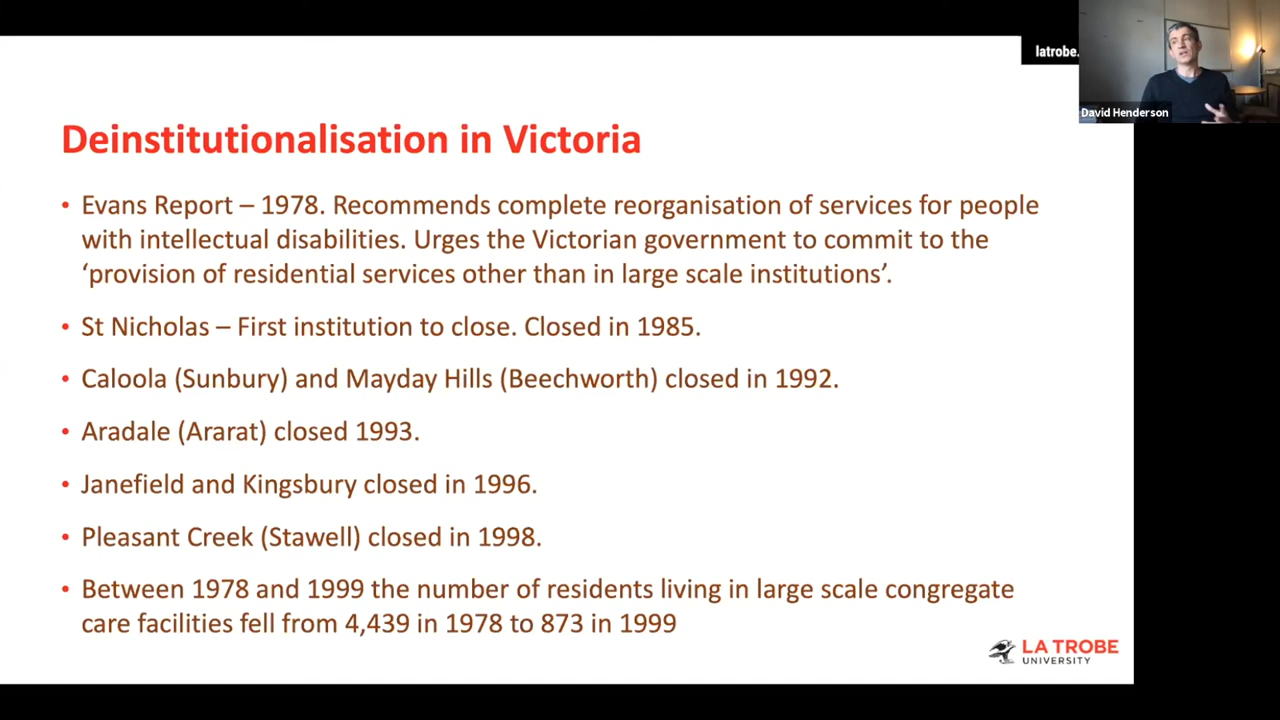 latrobe.
David Henderson
Deinstitutionalisation in Victoria
• Evans Report – 1978. Recommends complete reorganisation of services for people
with intellectual disabilities. Urges the Victorian government to commit to the
‘provision of residential services other than in large scale institutions’.
• St Nicholas – First institution to close. Closed in 1985.
• Caloola (Sunbury) and Mayday Hills (Beechworth) closed in 1992.
• Aradale (Ararat) closed 1993.
• Janefield and Kingsbury closed in 1996.
• Pleasant Creek (Stawell) closed in 1998.
• Between 1978 and 1999 the number of residents living in large scale congregate
care facilities fell from 4,439 in 1978 to 873 in 1999
LA TROBE
UNIVERSITY